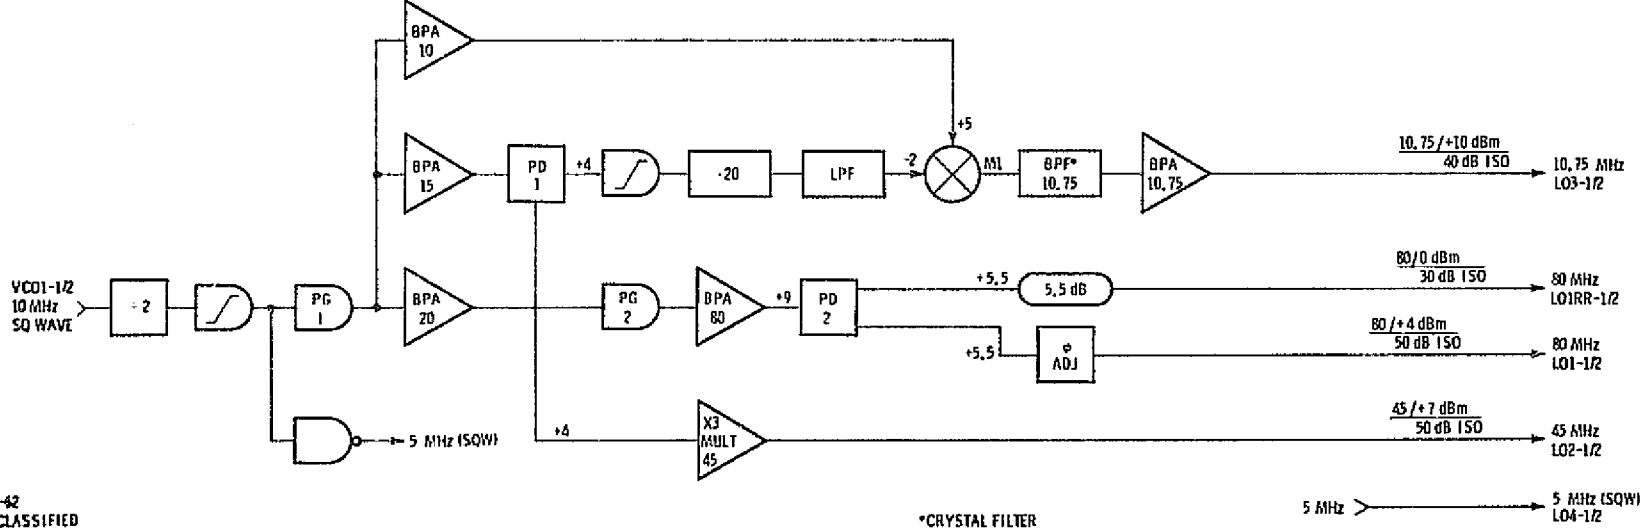 BPA
10
+5
BPA
15
PD
1
+4
÷20
LPF
-2
M1
BPF*
10.75
BPA
10.75
10.75/+10 dBm
40 dB ISO
10.75 MHz
LO3-1/2
VCO1-1/2
10 MHz
SQ WAVE
÷2
PG
1
BPA
20
PG
2
BPA
80
+9
PD
2
+5.5
5.5 dB
80/0 dBm
30 dB ISO
80 MHz
LO1RR-1/2
+5.5
φ
ADJ
80/+4 dBm
50 dB ISO
80 MHz
LO1-1/2
5 MHz (SQW)
+4
X3
MULT
45
45/+7 dBm
50 dB ISO
45 MHz
LO2-1/2
-42
CLASSIFIED
*CRYSTAL FILTER
5 MHz
5 MHz (SQW)
LO4-1/2